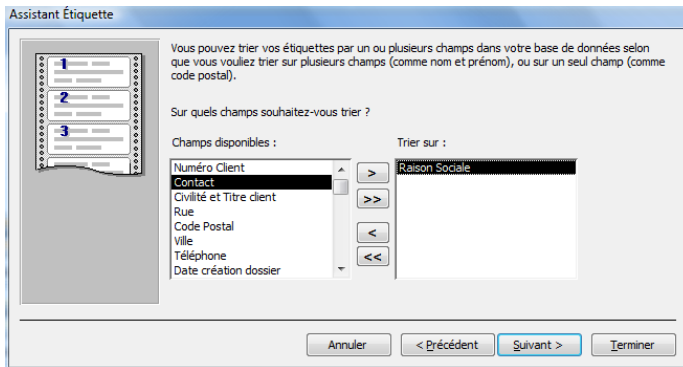 Assistant Étiquette
Vous pouvez trier vos étiquettes par un ou plusieurs champs dans votre base de données selon
que vous vouliez trier sur plusieurs champs (comme nom et prénom), ou sur un seul champ (comme
code postal).
Sur quels champs souhaitez-vous trier ?
Champs disponibles :
Trier sur :
1
2
3
Numéro Client
Contact
Civilité et Titre client
Rue
Code Postal
Ville
Téléphone
Date création dossier
>
>>
<
<<
Raison Sociale
Annuler
< Précédent
Suivant >
Terminer